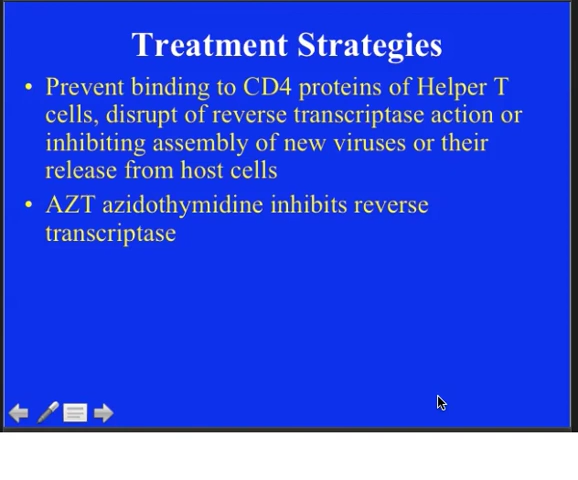 Treatment Strategies
• Prevent binding to CD4 proteins of Helper T
cells, disrupt of reverse transcriptase action or
inhibiting assembly of new viruses or their
release from host cells
• AZT azidothymidine inhibits reverse
transcriptase